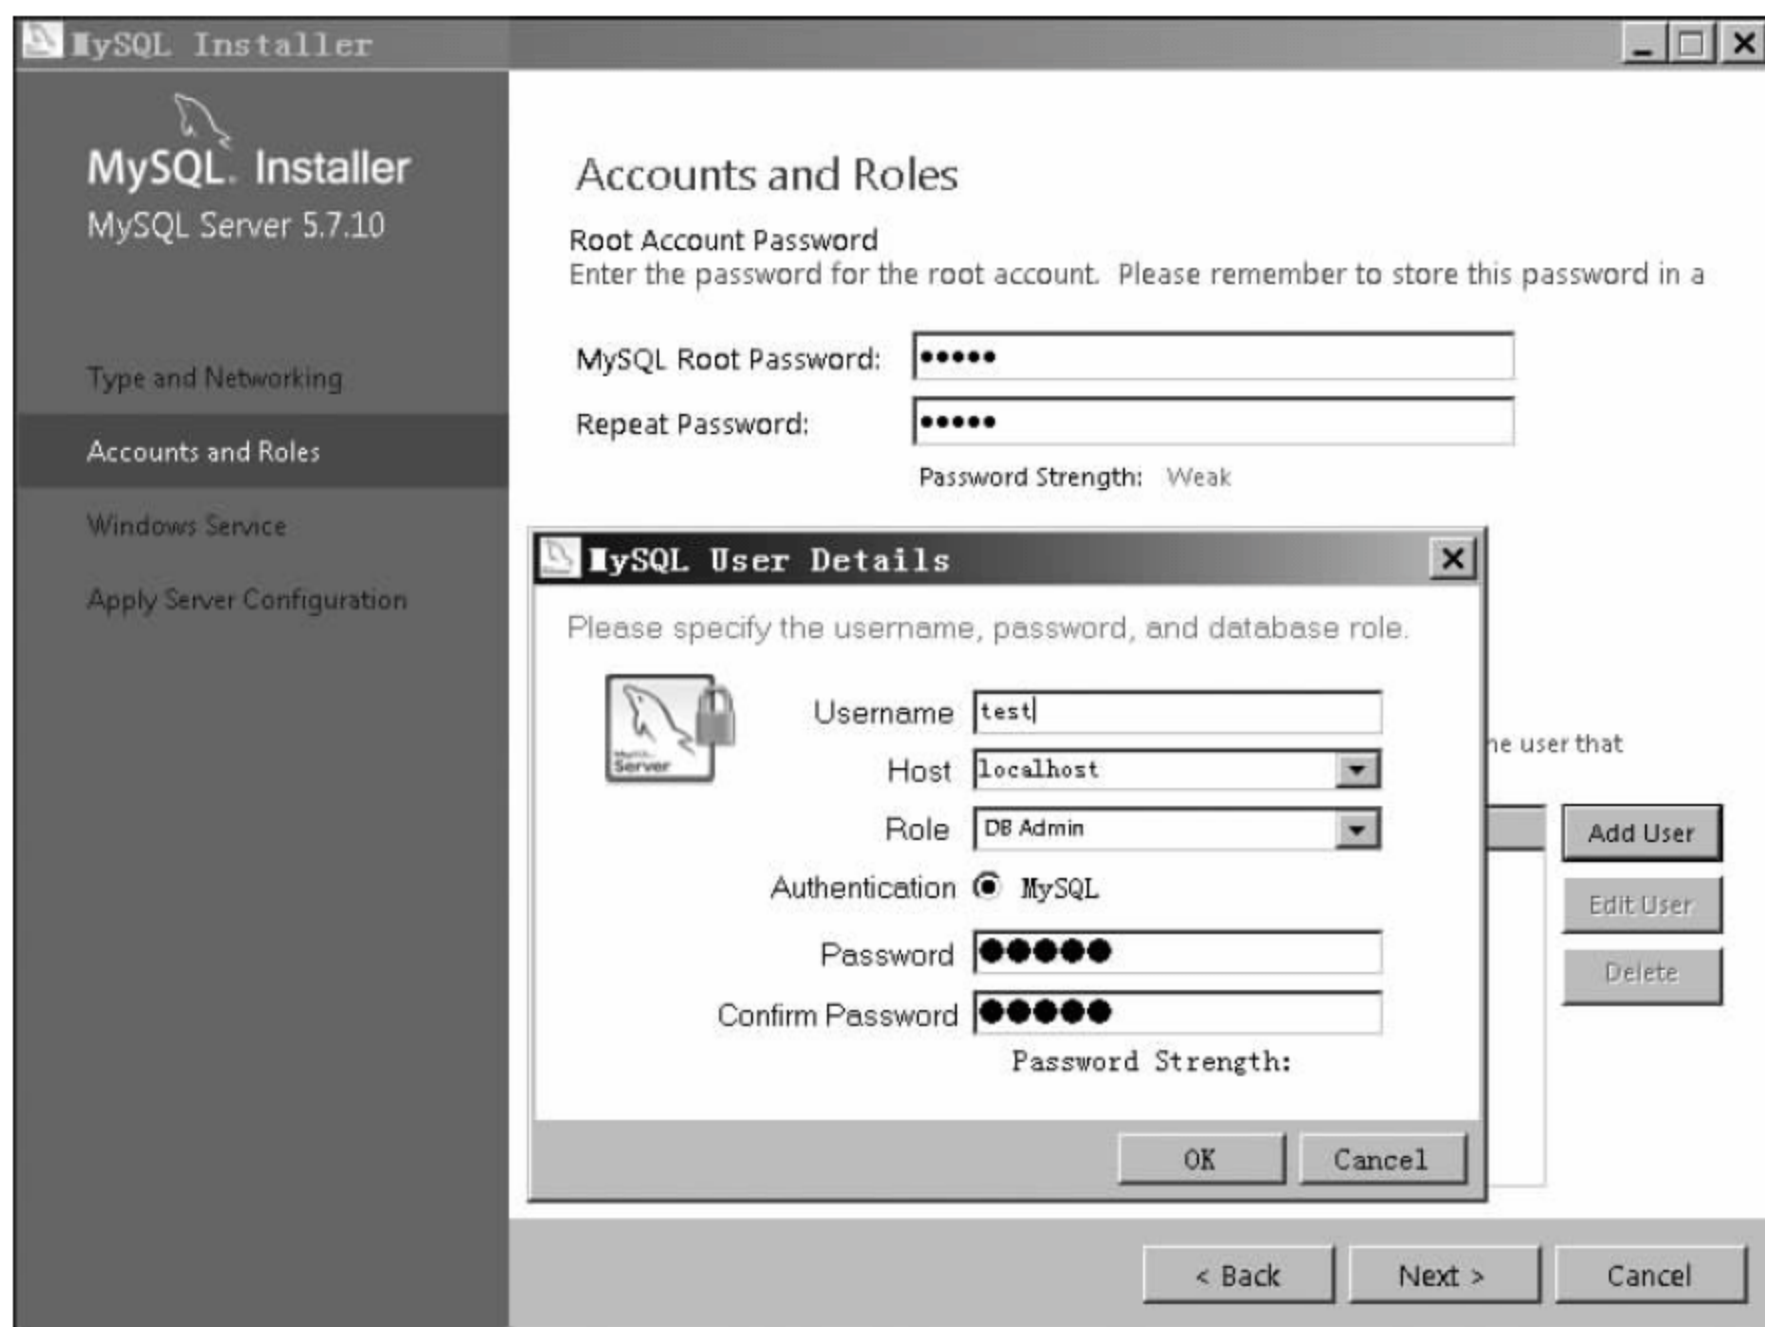 MySQL Installer
MySQL. Installer
MySQL Server 5.7.10
Type and Networking
Accounts and Roles
Windows Service
Apply Server Configuration
Accounts and Roles
Root Account Password
Enter the password for the root account. Please remember to store this password in a
MySQL Root Password: •••••
Repeat Password: •••••
Password Strength: Weak
MySQL User Details
Please specify the username, password, and database role.
MySQL
Server
Username test
Host localhost
Role DB Admin
Authentication MySQL
Password ●●●●●
Confirm Password ●●●●●
Password Strength:
OK Cancel
user that
Add User
Edit User
Delete
< Back Next > Cancel